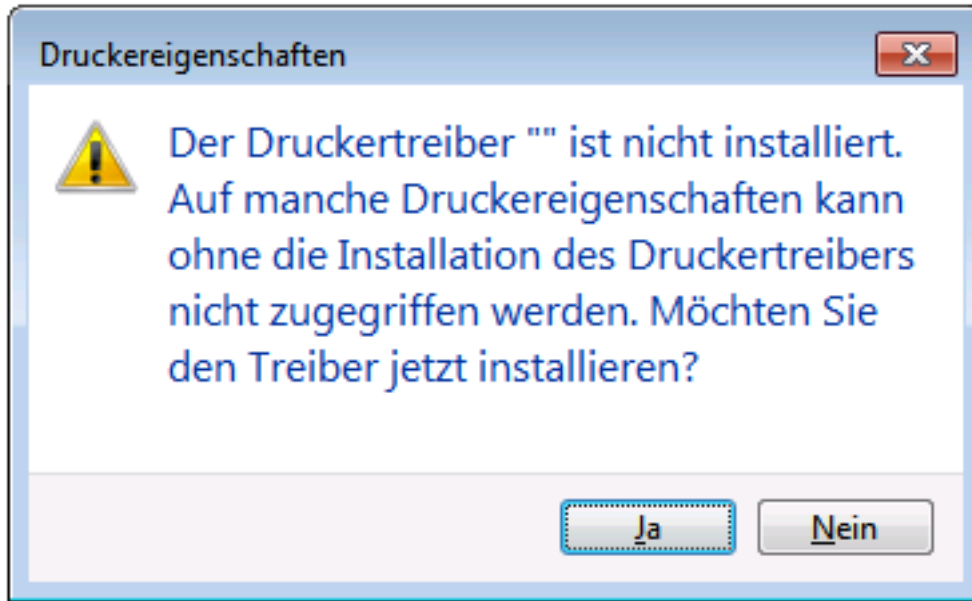 Druckereigenschaften
Der Druckertreiber "" ist nicht installiert.
Auf manche Druckereigenschaften kann
ohne die Installation des Druckertreibers
nicht zugegriffen werden. Möchten Sie
den Treiber jetzt installieren?
Ja
Nein